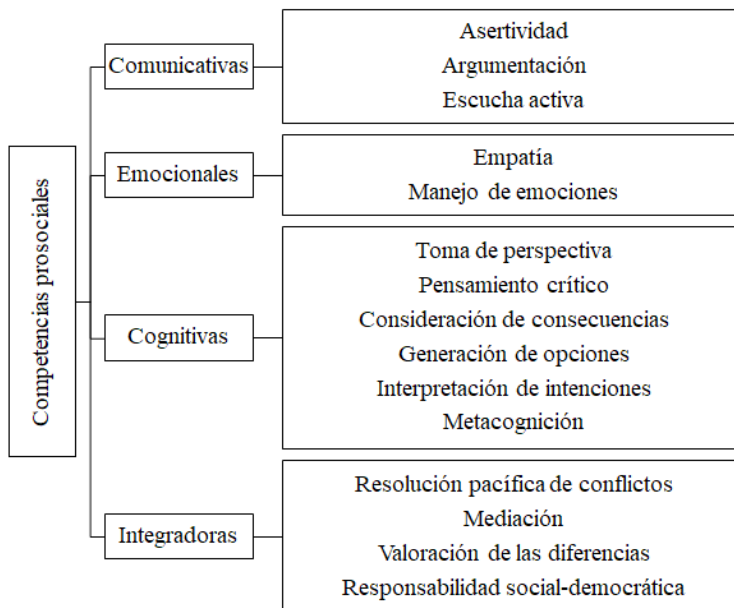 Competencias prosociales
Comunicativas
Asertividad
Argumentación
Escucha activa
Emocionales
Empatía
Manejo de emociones
Cognitivas
Toma de perspectiva
Pensamiento crítico
Consideración de consecuencias
Generación de opciones
Interpretación de intenciones
Metacognición
Integradoras
Resolución pacífica de conflictos
Mediación
Valoración de las diferencias
Responsabilidad social-democrática